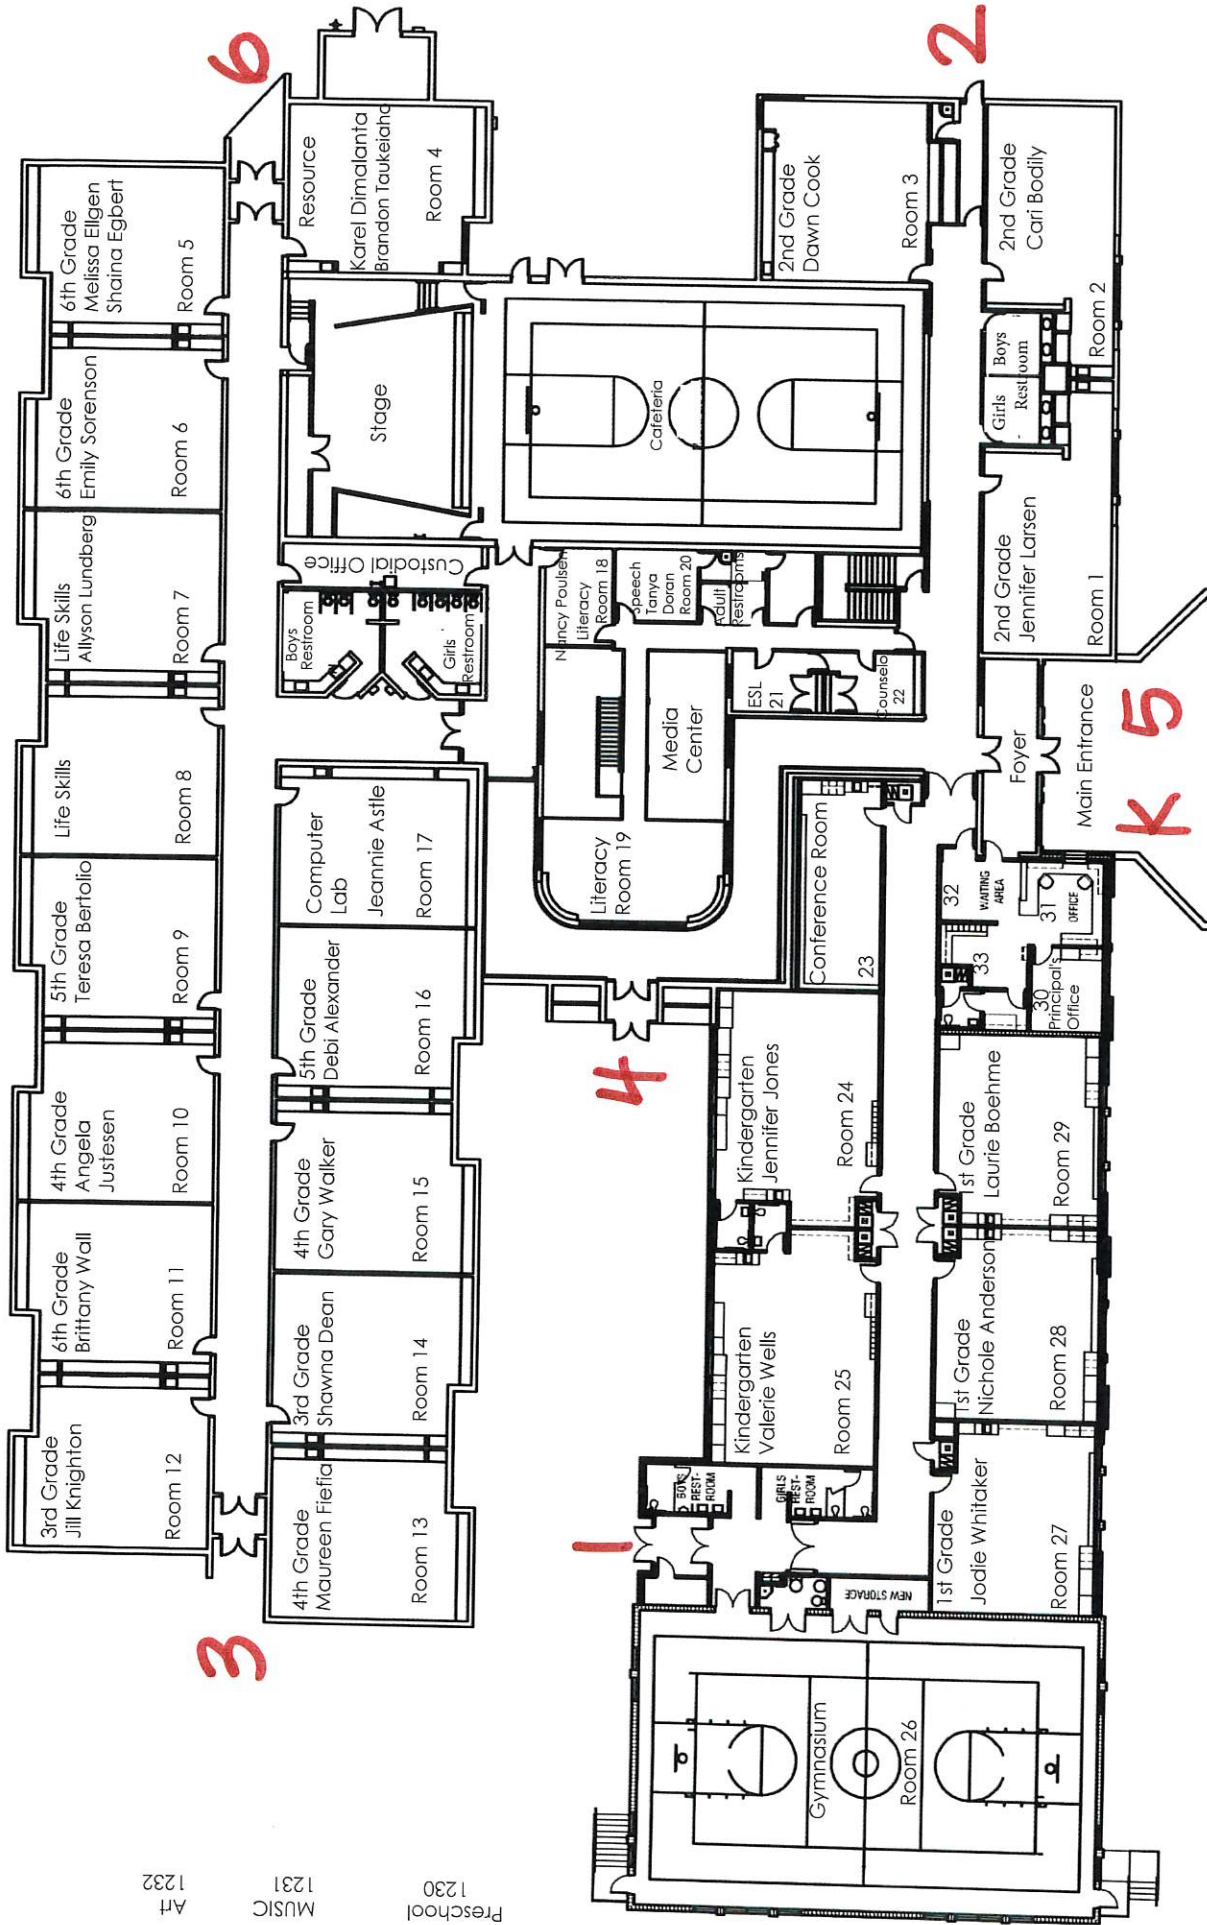 6
6th Grade
Melissa Ellgen
Shaina Egbert
Room 5
Resource
Karel Dimalanta
Brandon Taukeiaho
Room 4
6th Grade
Emily Sorenson
Room 6
Life Skills
Allyson Lundberg
Room 7
Life Skills
Room 8
5th Grade
Teresa Bertolio
Room 9
4th Grade
Angela
Justesen
Room 10
6th Grade
Brittany Wall
Room 11
3rd Grade
Jill Knighton
Room 12
3
4th Grade
Maureen Fiefia
Room 13
3rd Grade
Shawna Dean
Room 14
4th Grade
Gary Walker
Room 15
5th Grade
Debi Alexander
Room 16
Computer
Lab
Jeannie Astle
Room 17
Boys
Restroom
Girls
Restroom
Custodial Office
Stage
Cafeteria
2
2nd Grade
Dawn Cook
Room 3
2nd Grade
Cari Bodily
Room 2
Girls Boys
Restroom
2nd Grade
Jennifer Larsen
Room 1
Nancy Poulsen
Literacy
Room 18
Speech
Tanya
Doran
Room 20
Adult
Restrooms
ESL
21
Counselo
22
Media
Center
Literacy
Room 19
Foyer
Main Entrance
K 5
Conference Room
23
32
WAITING
AREA
31
OFFICE
33
30
Principal's
Office
4
Kindergarten
Jennifer Jones
Room 24
Kindergarten
Valerie Wells
Room 25
1st Grade
Laurie Boehme
Room 29
1st Grade
Nichole Anderson
Room 28
1st Grade
Jodie Whitaker
Room 27
1
BOYS
REST-
ROOM
GIRLS
REST-
ROOM
NEW STORAGE
Gymnasium
Room 26
Art
1232
MUSIC
1231
Preschool
1230